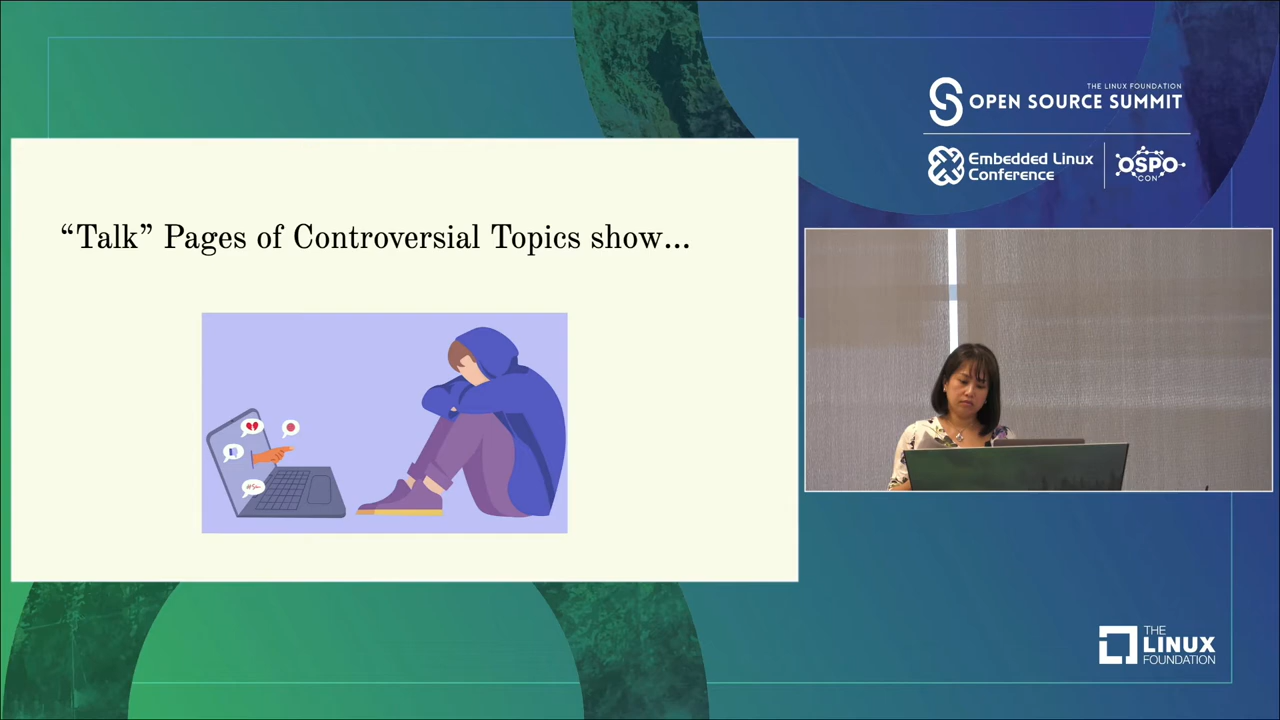 “Talk” Pages of Controversial Topics show...
THE LINUX FOUNDATION
OPEN SOURCE SUMMIT
Embedded Linux
Conference
OSPO
CON
THE
LINUX
FOUNDATION